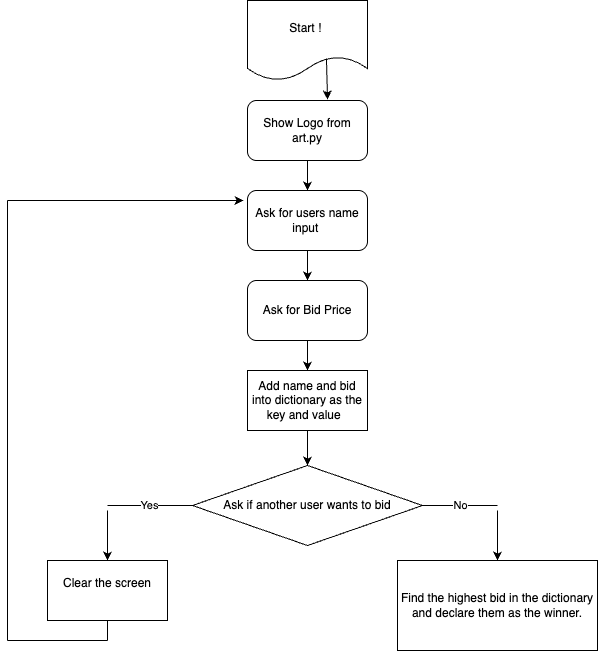 Start !
Show Logo from
art.py
Ask for users name
input
Ask for Bid Price
Add name and bid
into dictionary as the
key and value
Ask if another user wants to bid
Yes
No
Clear the screen
Find the highest bid in the dictionary
and declare them as the winner.